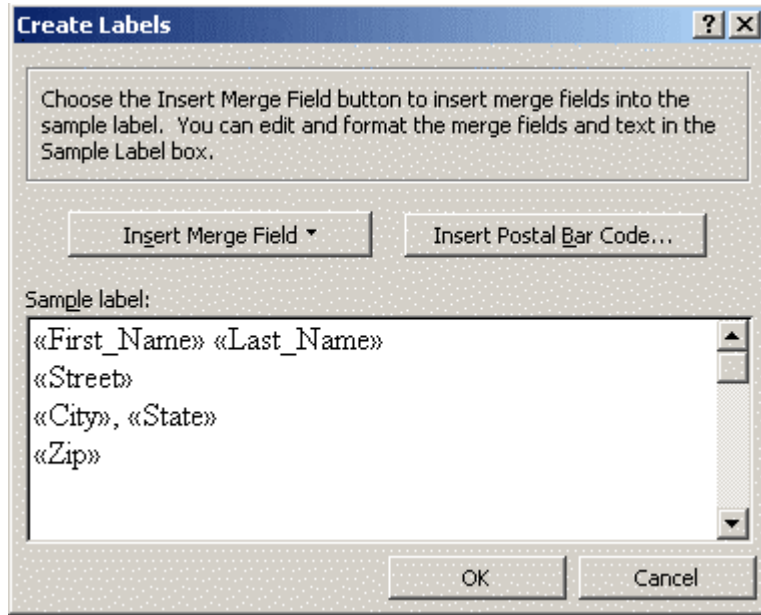 Create Labels
Choose the Insert Merge Field button to insert merge fields into the
sample label. You can edit and format the merge fields and text in the
Sample Label box.
Insert Merge Field
Insert Postal Bar Code...
Sample label:
«First_Name» «Last_Name»
«Street»
«City», «State»
«Zip»
OK
Cancel